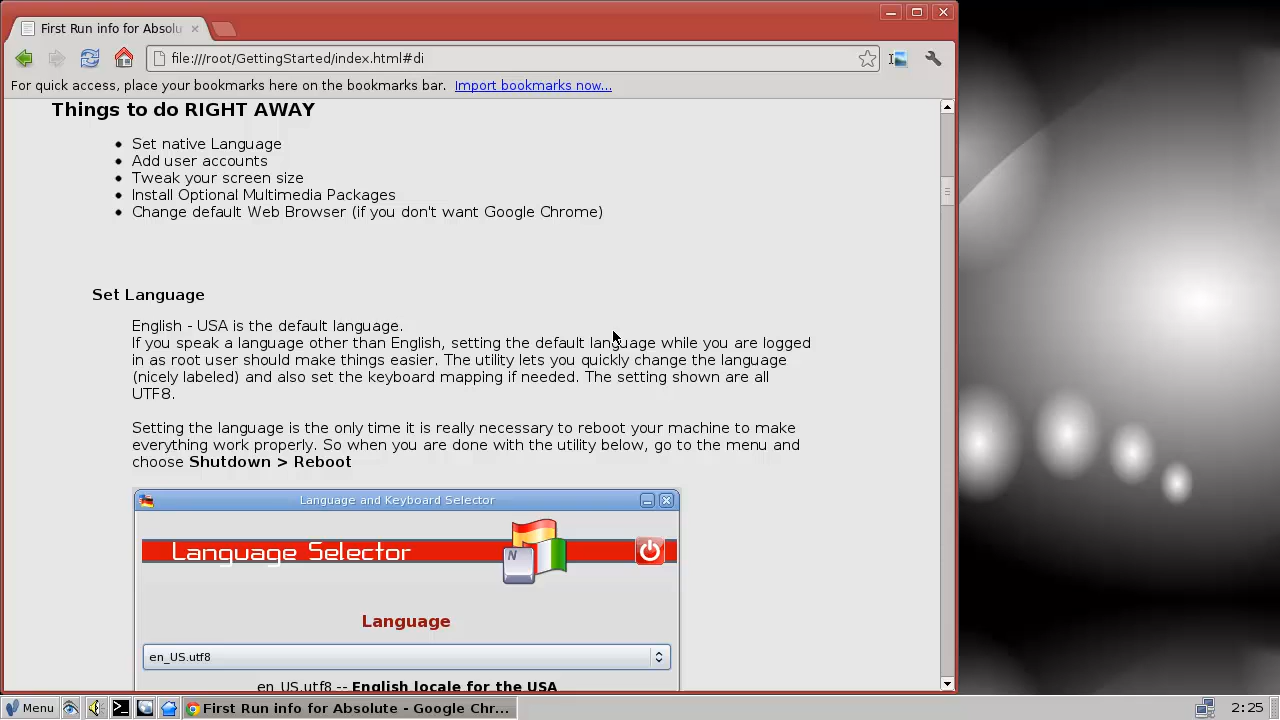 First Run info for Absolu
file:///root/GettingStarted/index.html#di
For quick access, place your bookmarks here on the bookmarks bar. Import bookmarks now...
Things to do RIGHT AWAY
Set native Language
Add user accounts
Tweak your screen size
Install Optional Multimedia Packages
Change default Web Browser (if you don't want Google Chrome)
Set Language
English - USA is the default language.
If you speak a language other than English, setting the default language while you are logged
in as root user should make things easier. The utility lets you quickly change the language
(nicely labeled) and also set the keyboard mapping if needed. The setting shown are all
UTF8.
Setting the language is the only time it is really necessary to reboot your machine to make
everything work properly. So when you are done with the utility below, go to the menu and
choose Shutdown > Reboot
Language and Keyboard Selector
Language Selector
N
Language
en_US.utf8
en_US.utf8 -- English locale for the USA
Menu
First Run info for Absolute - Google Chr...
2:25